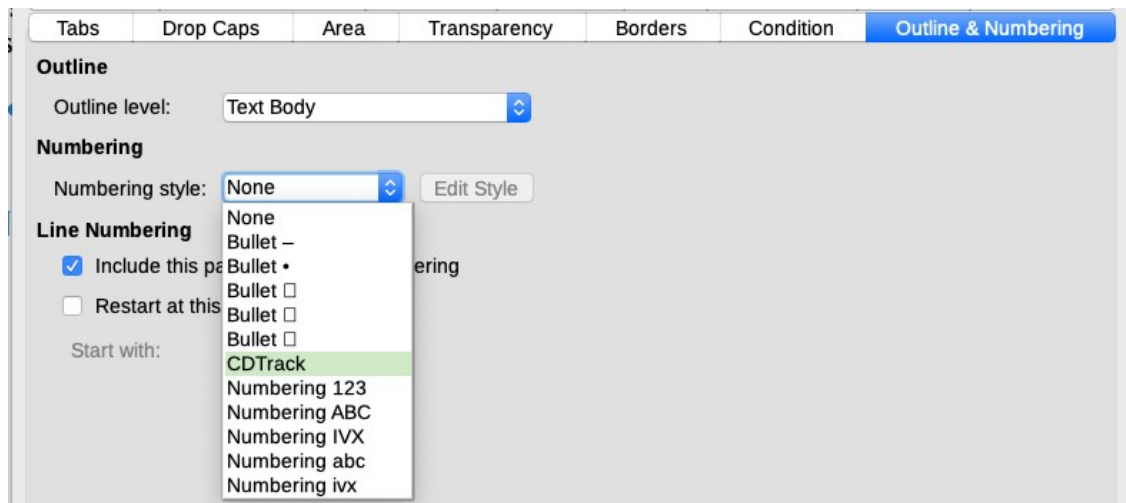 Tabs Drop Caps Area Transparency Borders Condition Outline & Numbering
Outline
Outline level: Text Body
Numbering
Numbering style: None Edit Style
None
Line Numbering
Bullet –
Include this pa Bullet • ering
Bullet □
Restart at this Bullet □
Bullet □
Start with:
CDTrack
Numbering 123
Numbering ABC
Numbering IVX
Numbering abc
Numbering ivx